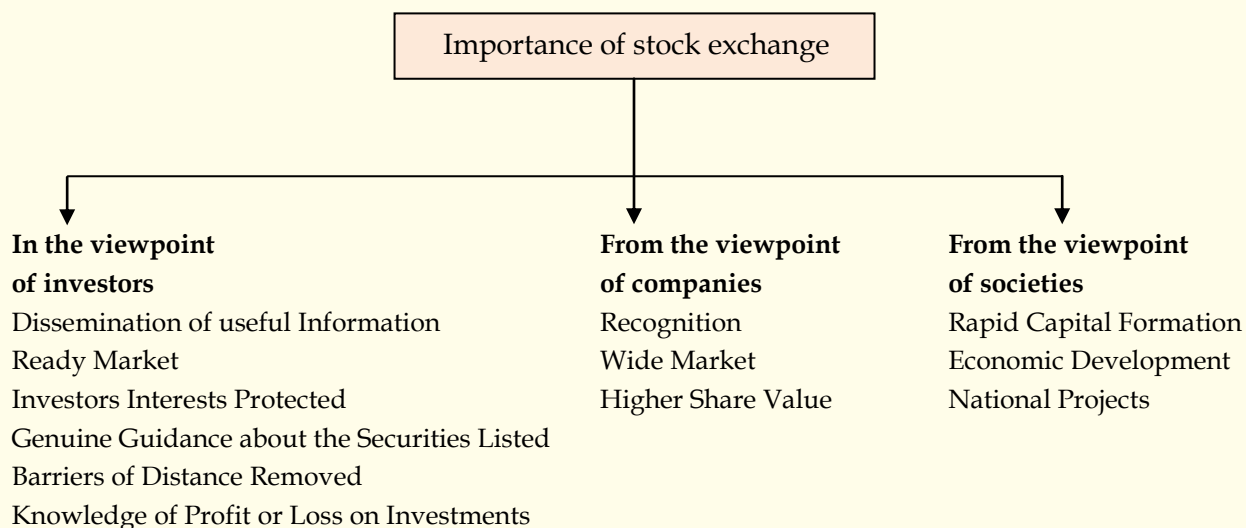 Importance of stock exchange
In the viewpoint
of investors
Dissemination of useful Information
Ready Market
Investors Interests Protected
Genuine Guidance about the Securities Listed
Barriers of Distance Removed
Knowledge of Profit or Loss on Investments
From the viewpoint
of companies
Recognition
Wide Market
Higher Share Value
From the viewpoint
of societies
Rapid Capital Formation
Economic Development
National Projects